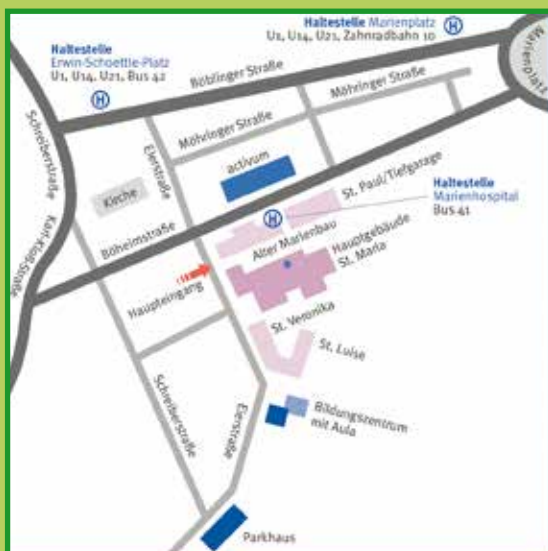 Haltestelle Marienplatz
U1, U14, U21, Zahnradbahn 10
H
Marienplatz
Haltestelle
Erwin-Schoettle-Platz
U1, U14, U21, Bus 42
H
Böblinger Straße
Möhringer Straße
Möhringer Straße
Schreiberstraße
Karl-Kloß-Straße
Eierstraße
Kirche
activum
Böheimstraße
St. Paul/Tiefgarage
H
Haltestelle
Marienhospital
Bus 41
Alter Marienbau
Hauptgebäude
St. Maria
Haupteingang
St. Veronika
St. Luise
Schreiberstraße
Eierstraße
Bildungszentrum
mit Aula
Parkhaus